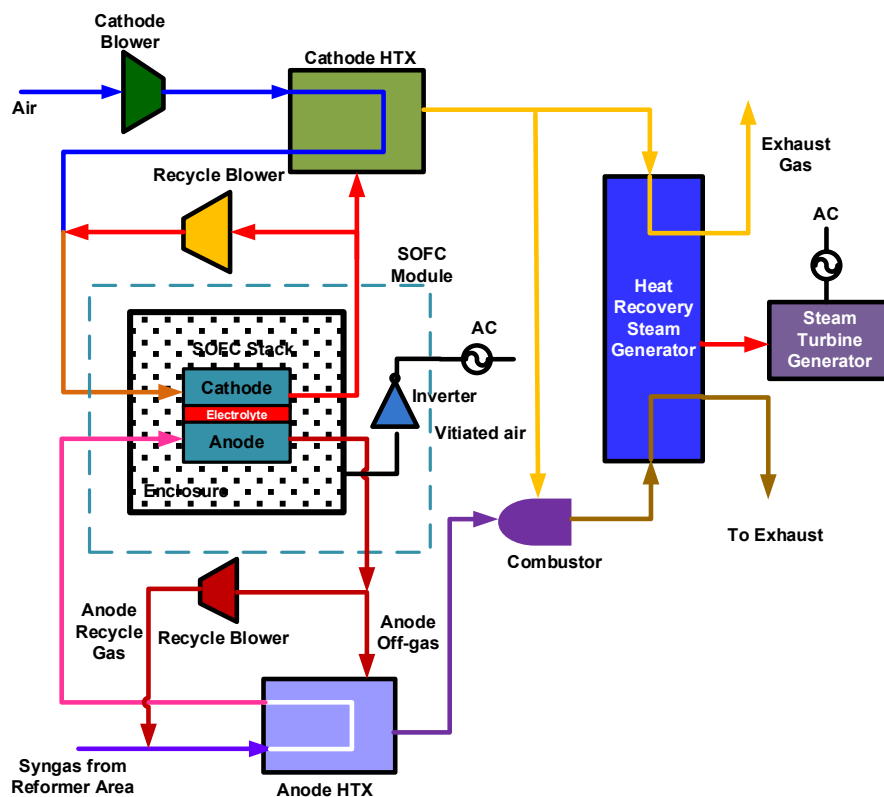 Cathode
Blower
Air
Cathode HTX
Recycle Blower
Exhaust
Gas
AC
SOFC
Module
Heat
Recovery
Steam
Generator
Steam
Turbine
Generator
SOFC Stack
AC
Cathode
Electrolyte
Anode
Inverter
Vitiated air
Enclosure
Combustor
To Exhaust
Anode
Recycle
Gas
Recycle Blower
Anode
Off-gas
Syngas from
Reformer Area
Anode HTX